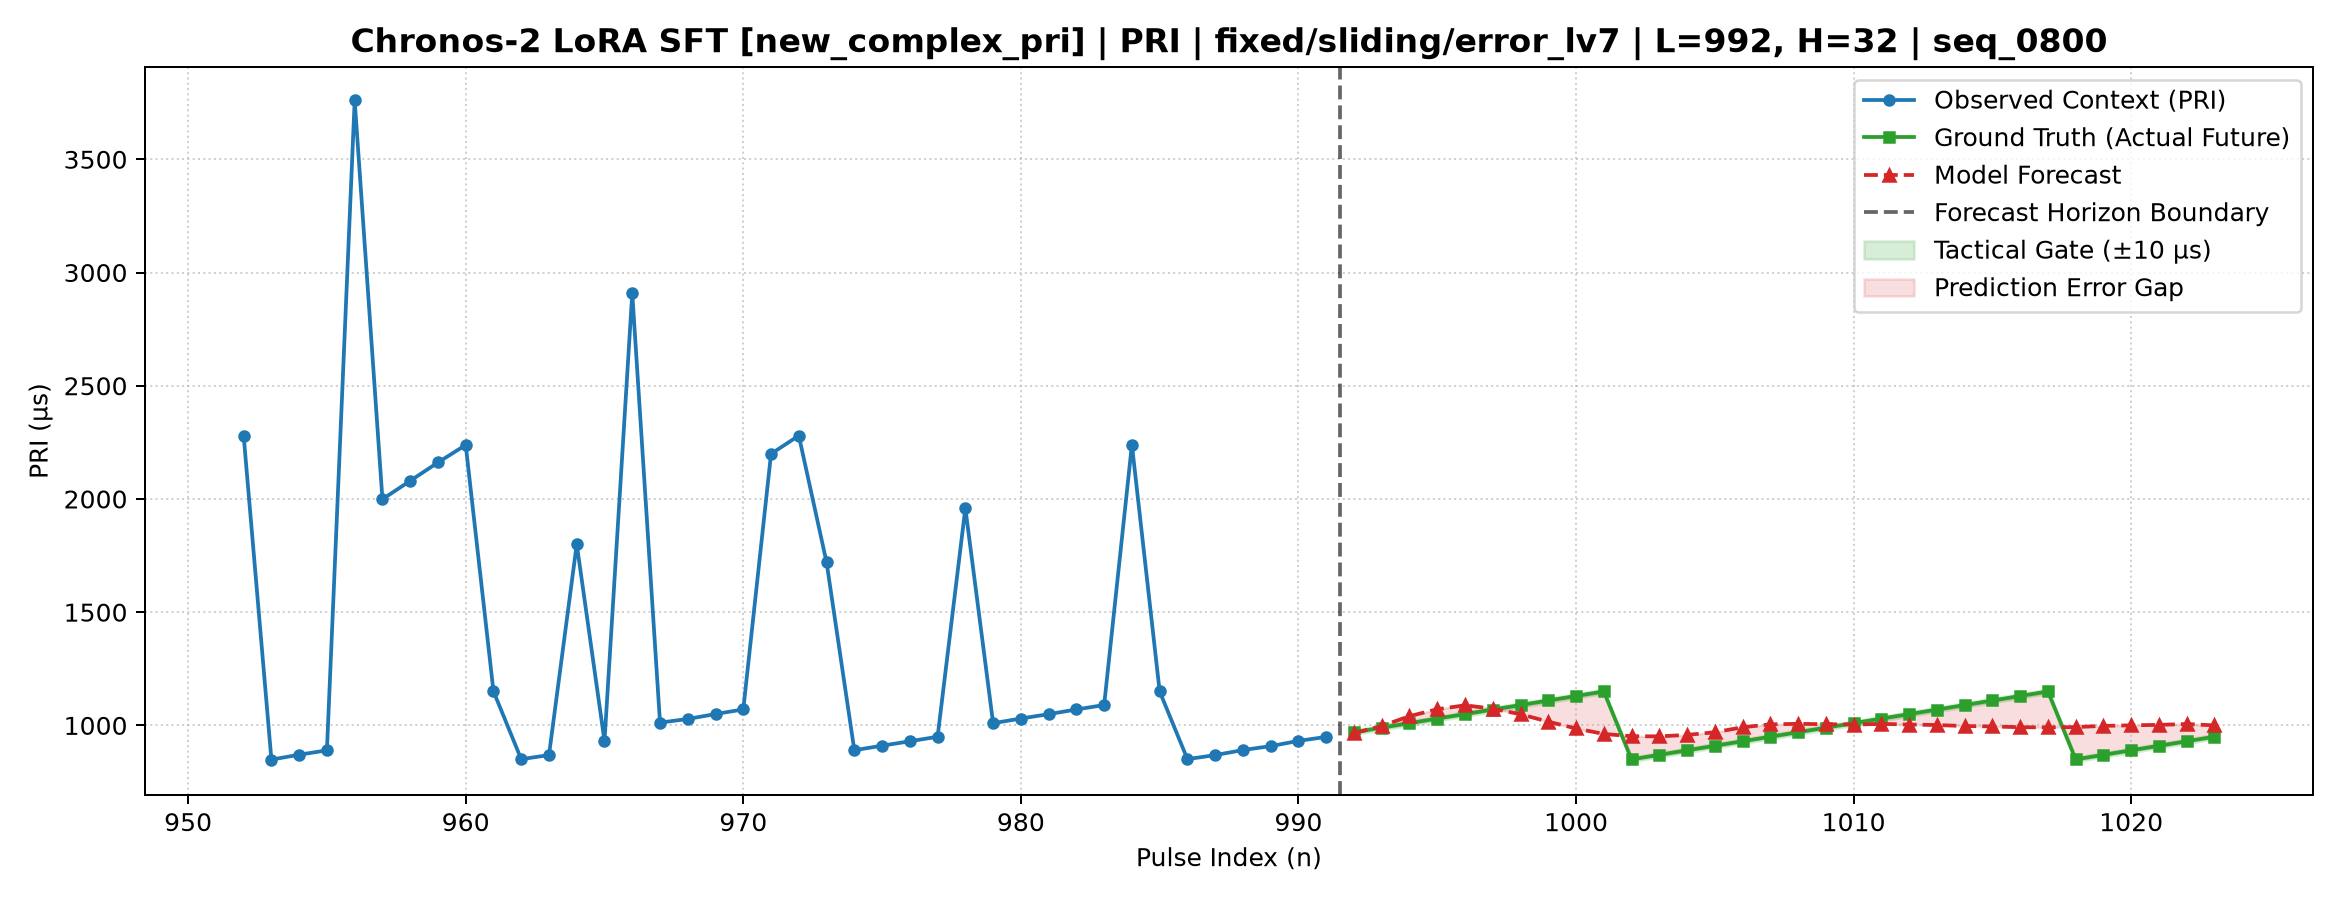 Chronos-2 LoRA SFT [new_complex_pri] | PRI | fixed/sliding/error_lv7 | L=992, H=32 | seq_0800
Observed Context (PRI)
Ground Truth (Actual Future)
Model Forecast
Forecast Horizon Boundary
Tactical Gate (±10 µs)
Prediction Error Gap
PRI (µs)
3500
3000
2500
2000
1500
1000
950 960 970 980 990 1000 1010 1020
Pulse Index (n)